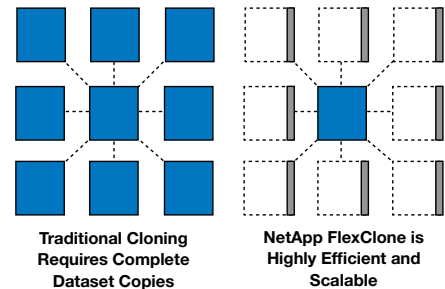 Traditional Cloning
Requires Complete
Dataset Copies
NetApp FlexClone is
Highly Efficient and
Scalable